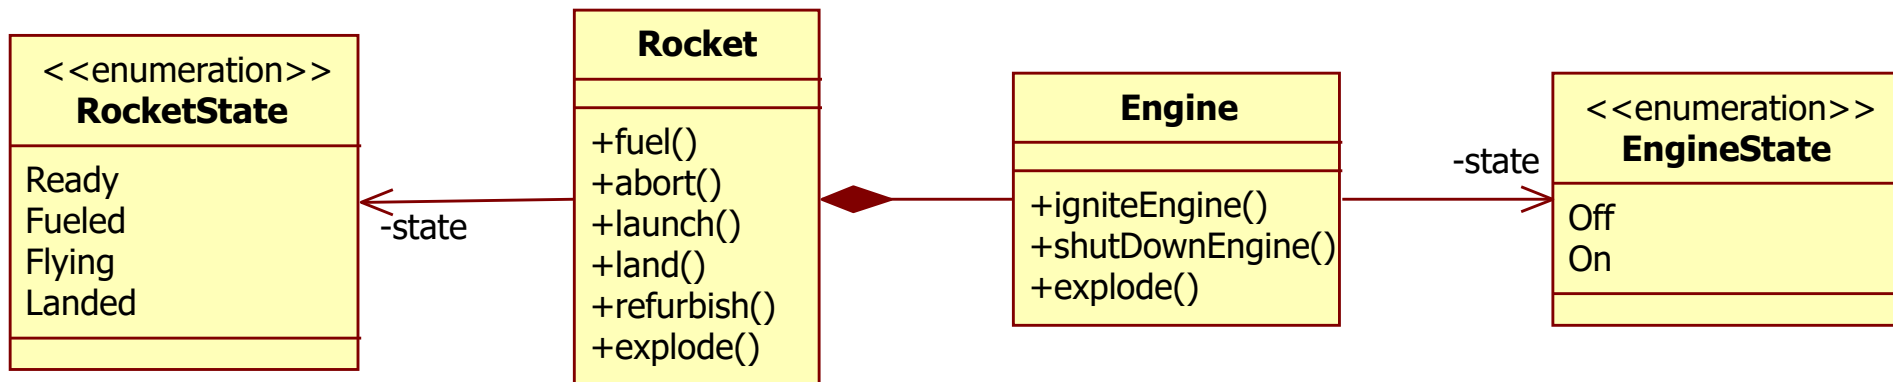 <<enumeration>>
RocketState
Ready
Fueled
Flying
Landed
-state
Rocket
+fuel()
+abort()
+launch()
+land()
+refurbish()
+explode()
Engine
+igniteEngine()
+shutDownEngine()
+explode()
-state
<<enumeration>>
EngineState
Off
On